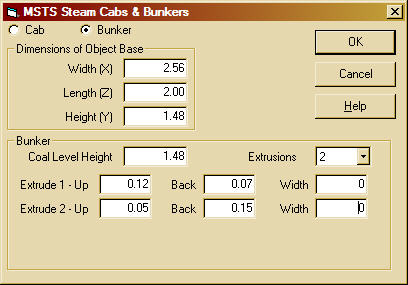 MSTS Steam Cabs & Bunkers
Cab Bunker
OK
Dimensions of Object Base
Width (X) 2.56
Cancel
Length (Z) 2.00
Help
Height (Y) 1.48
Bunker
Coal Level Height 1.48 Extrusions 2
Extrude 1 - Up 0.12 Back 0.07 Width 0
Extrude 2 - Up 0.05 Back 0.15 Width 0